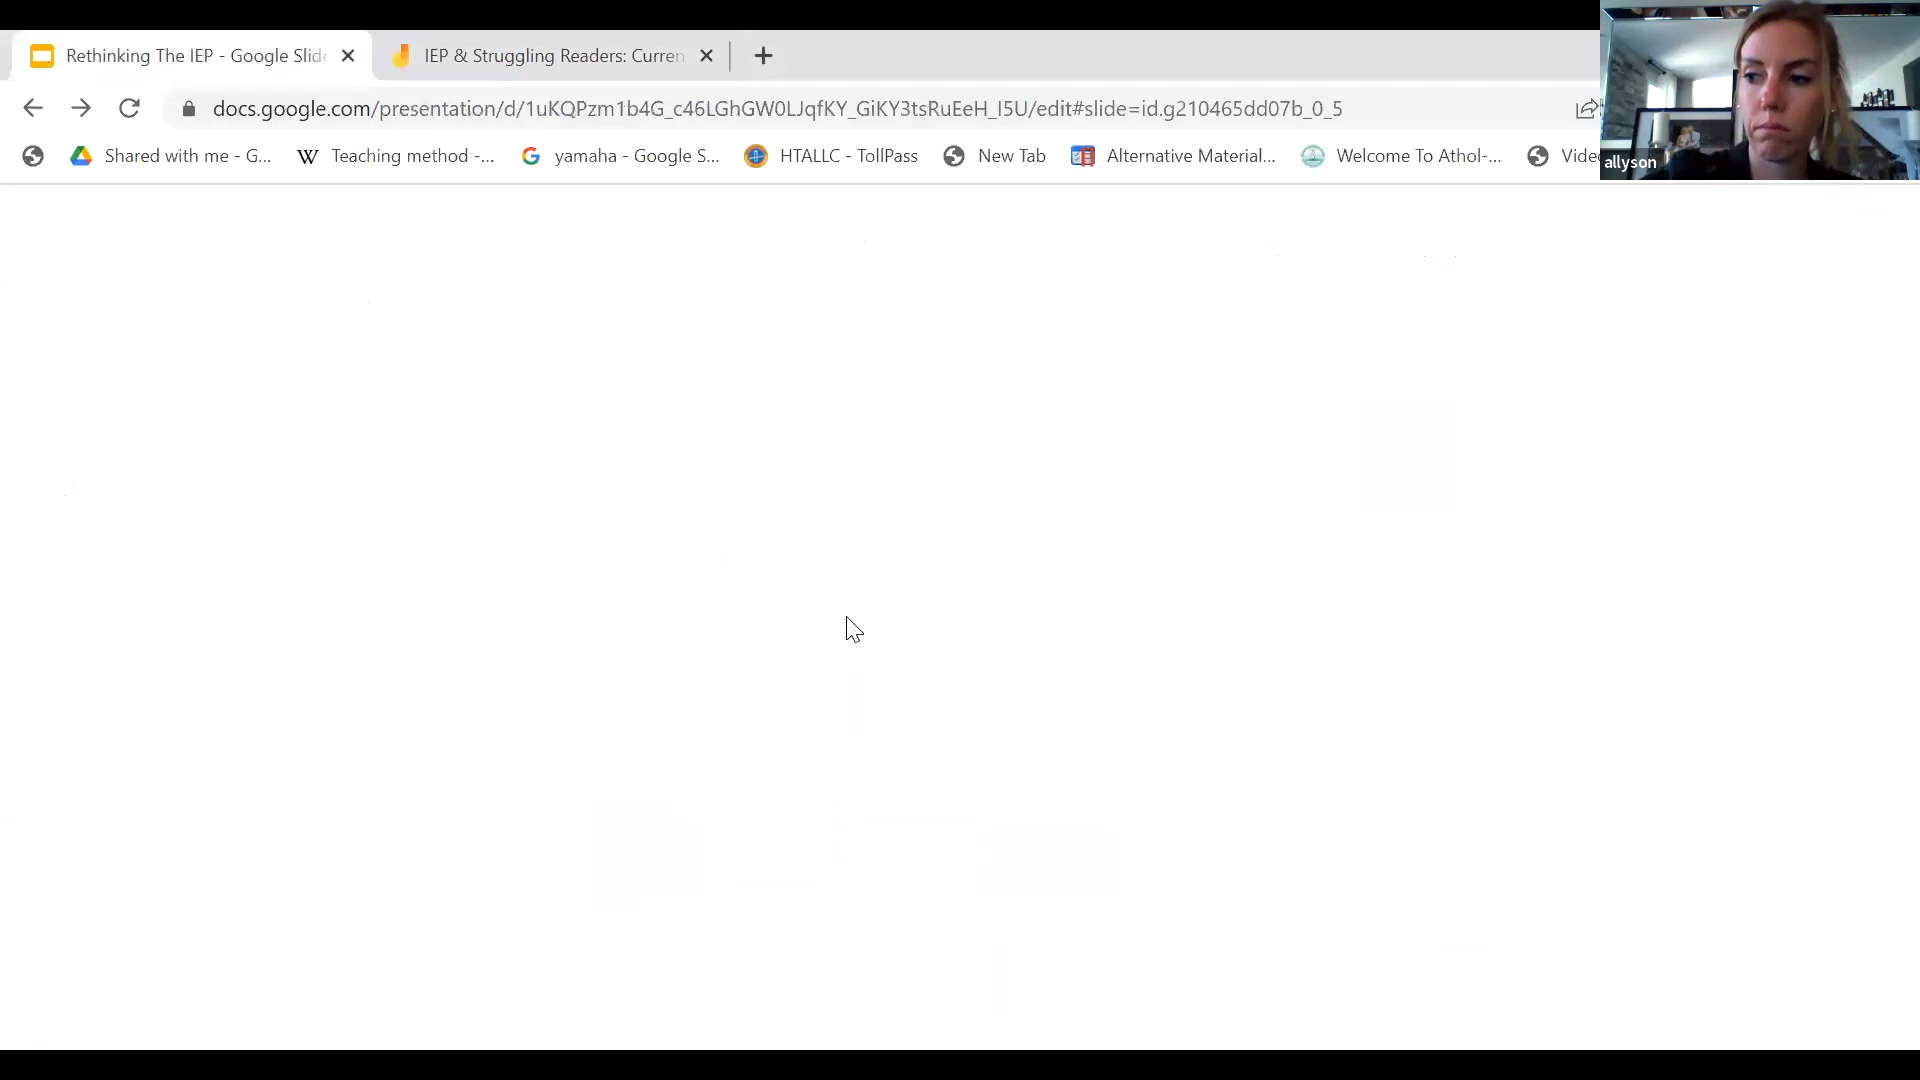 Rethinking The IEP - Google Slid
IEP & Struggling Readers: Curren
docs.google.com/presentation/d/1uKQPzm1b4G_c46LGhGW0LJqfKY_GiKY3tsRuEeH_I5U/edit#slide=id.g210465dd07b_0_5
Shared with me - G... W Teaching method -... yamaha - Google S... HTALLC - TollPass New Tab Alternative Material... Welcome To Athol-... Vide
allyson